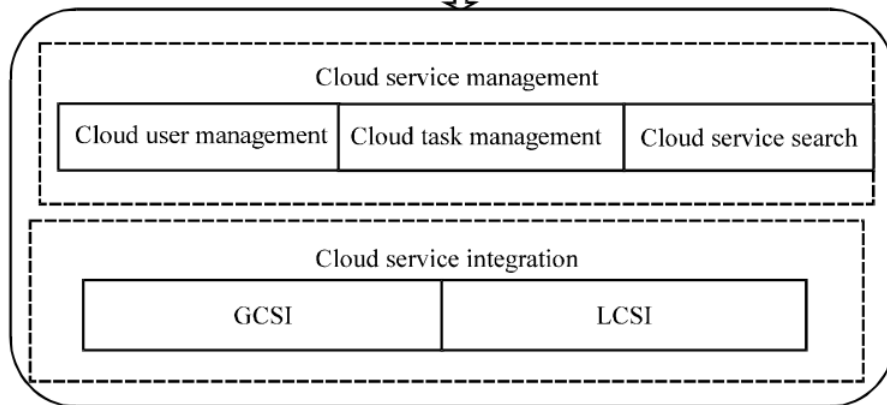 Cloud service management
Cloud user management
Cloud task management
Cloud service search
Cloud service integration
GCSI
LCSI